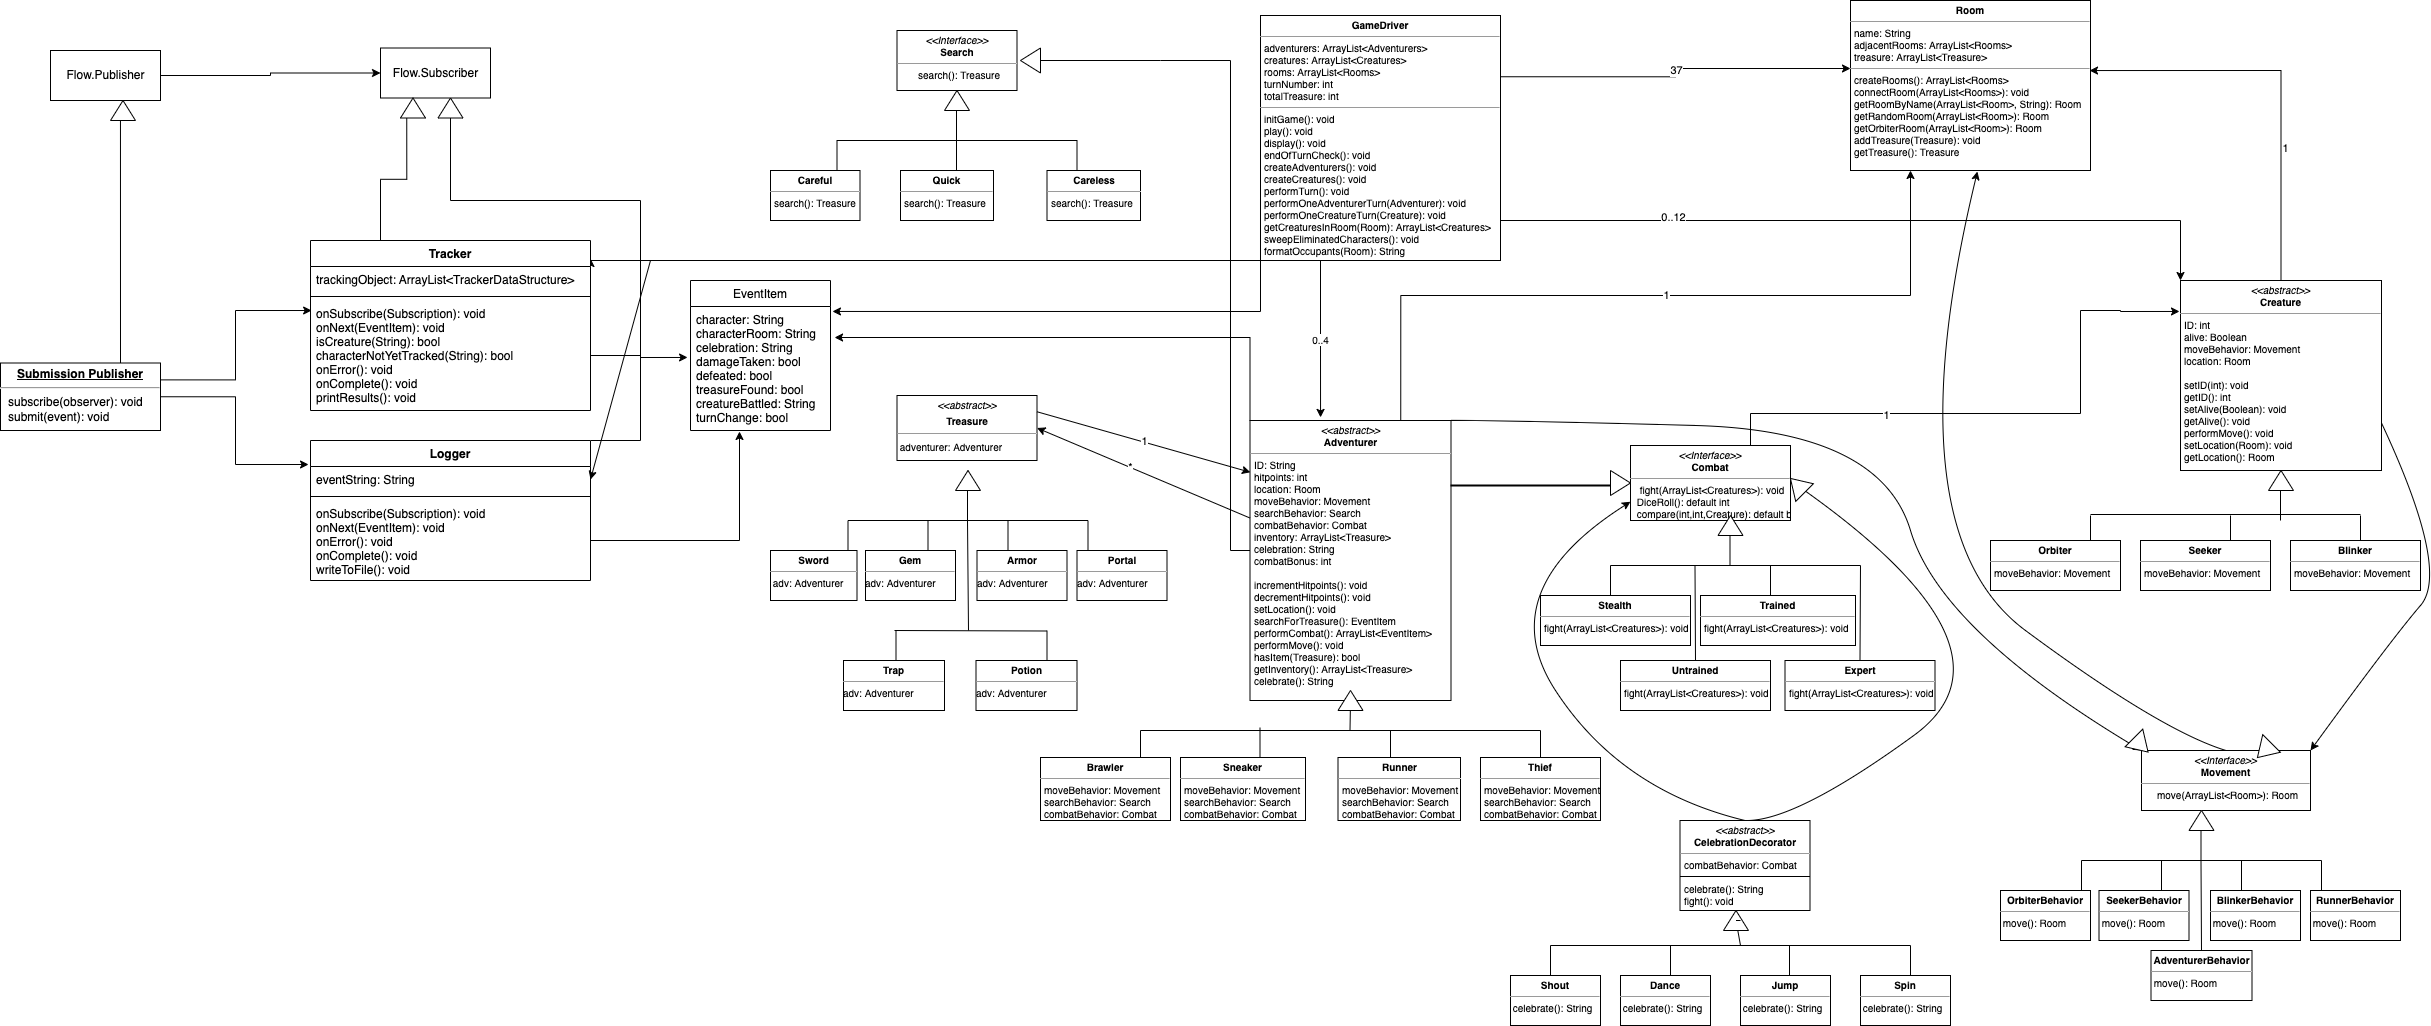 Flow.Publisher
Flow.Subscriber
<<Interface>>
Search
search(): Treasure
Careful
search(): Treasure
Quick
search(): Treasure
Careless
search(): Treasure
GameDriver
adventurers: ArrayList<Adventurers>
creatures: ArrayList<Creatures>
rooms: ArrayList<Rooms>
turnNumber: int
totalTreasure: int
initGame(): void
play(): void
display(): void
endOfTurnCheck(): void
createAdventurers(): void
createCreatures(): void
performTurn(): void
performOneAdventurerTurn(Adventurer): void
performOneCreatureTurn(Creature): void
getCreaturesInRoom(Room): ArrayList<Creatures>
sweepEliminatedCharacters(): void
formatOccupants(Room): String
37
0..12
1
0..4
Room
name: String
adjacentRooms: ArrayList<Rooms>
treasure: ArrayList<Treasure>
createRooms(): ArrayList<Rooms>
connectRoom(ArrayList<Rooms>): void
getRoomByName(ArrayList<Room>, String): Room
getRandomRoom(ArrayList<Room>): Room
getOrbiterRoom(ArrayList<Room>): Room
addTreasure(Treasure): void
getTreasure(): Treasure
1
Tracker
trackingObject: ArrayList<TrackerDataStructure>
onSubscribe(Subscription): void
onNext(EventItem): void
isCreature(String): bool
characterNotYetTracked(String): bool
onError(): void
onComplete(): void
printResults(): void
Submission Publisher
subscribe(observer): void
submit(event): void
Logger
eventString: String
onSubscribe(Subscription): void
onNext(EventItem): void
onError(): void
onComplete(): void
writeToFile(): void
EventItem
character: String
characterRoom: String
celebration: String
damageTaken: bool
defeated: bool
treasureFound: bool
creatureBattled: String
turnChange: bool
<<abstract>>
Treasure
adventurer: Adventurer
1
*
Sword
adv: Adventurer
Gem
adv: Adventurer
Armor
adv: Adventurer
Portal
adv: Adventurer
Trap
adv: Adventurer
Potion
adv: Adventurer
<<abstract>>
Adventurer
ID: String
hitpoints: int
location: Room
moveBehavior: Movement
searchBehavior: Search
combatBehavior: Combat
inventory: ArrayList<Treasure>
celebration: String
combatBonus: int
incrementHitpoints(): void
decrementHitpoints(): void
setLocation(): void
searchForTreasure(): EventItem
performCombat(): ArrayList<EventItem>
performMove(): void
hasItem(Treasure): bool
getInventory(): ArrayList<Treasure>
celebrate(): String
Brawler
moveBehavior: Movement
searchBehavior: Search
combatBehavior: Combat
Sneaker
moveBehavior: Movement
searchBehavior: Search
combatBehavior: Combat
Runner
moveBehavior: Movement
searchBehavior: Search
combatBehavior: Combat
Thief
moveBehavior: Movement
searchBehavior: Search
combatBehavior: Combat
<<Interface>>
Combat
fight(ArrayList<Creatures>): void
DiceRoll(): default int
compare(int,int,Creature): default b
1
Stealth
fight(ArrayList<Creatures>): void
Trained
fight(ArrayList<Creatures>): void
Untrained
fight(ArrayList<Creatures>): void
Expert
fight(ArrayList<Creatures>): void
<<abstract>>
CelebrationDecorator
combatBehavior: Combat
celebrate(): String
fight(): void
Shout
celebrate(): String
Dance
celebrate(): String
Jump
celebrate(): String
Spin
celebrate(): String
<<abstract>>
Creature
ID: int
alive: Boolean
moveBehavior: Movement
location: Room
setID(int): void
getID(): int
setAlive(Boolean): void
getAlive(): void
performMove(): void
setLocation(Room): void
getLocation(): Room
Orbiter
moveBehavior: Movement
Seeker
moveBehavior: Movement
Blinker
moveBehavior: Movement
<<Interface>>
Movement
move(ArrayList<Room>): Room
OrbiterBehavior
move(): Room
SeekerBehavior
move(): Room
BlinkerBehavior
move(): Room
RunnerBehavior
move(): Room
AdventurerBehavior
move(): Room